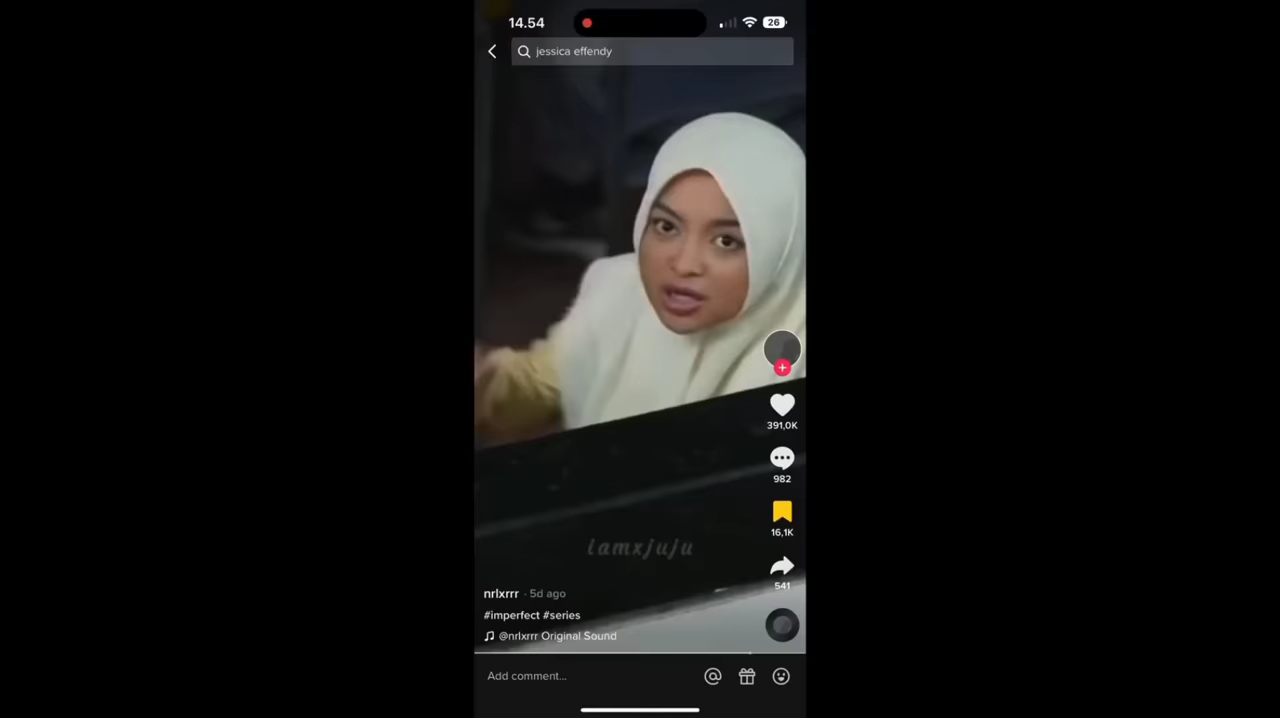 14.54
26
jessica effendy
391,0K
982
16,1K
iamxjuju
541
nrlxrrr · 5d ago
#imperfect #series
@nrlxrrr Original Sound
Add comment...